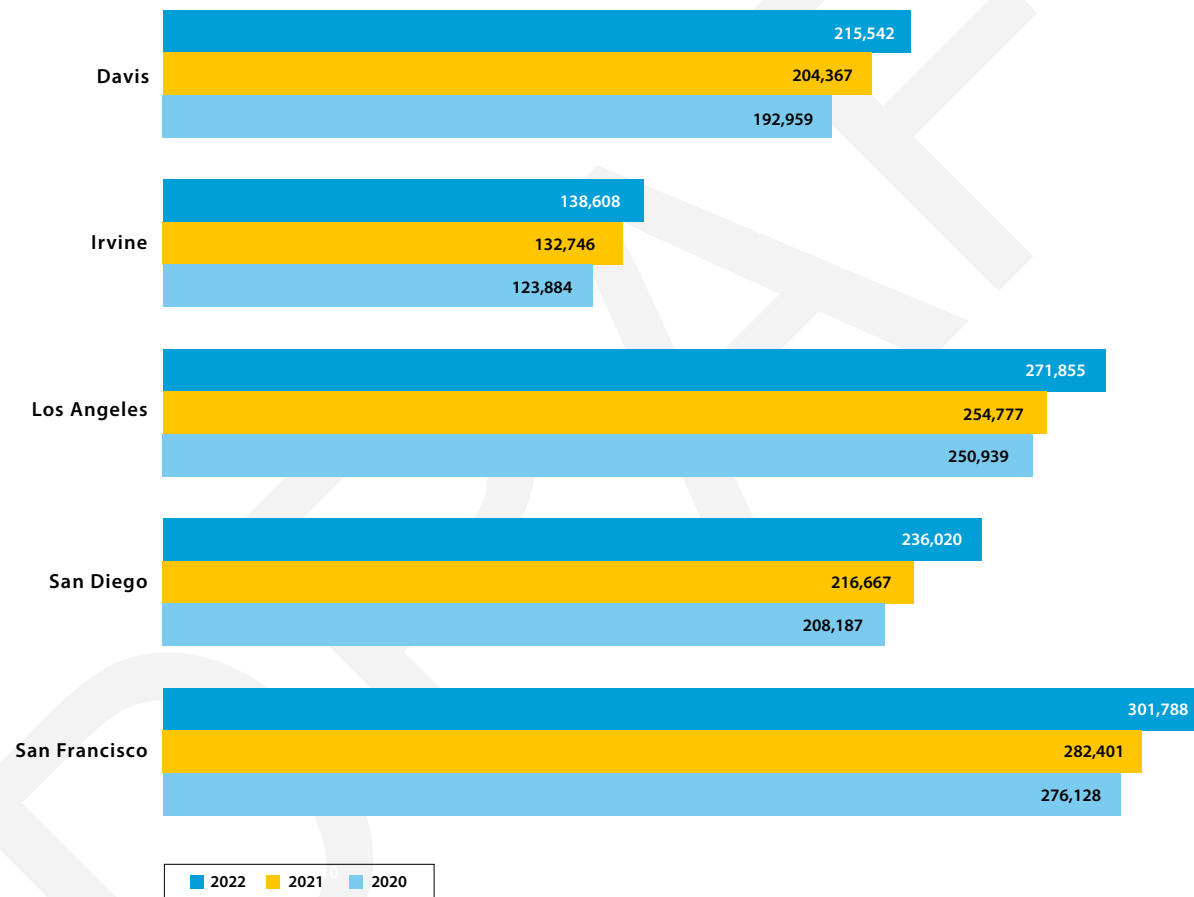 215,542
Davis 204,367
192,959
138,608
Irvine 132,746
123,884
271,855
Los Angeles 254,777
250,939
236,020
San Diego 216,667
208,187
301,788
San Francisco 282,401
276,128
2022 2021 2020
DRAFT